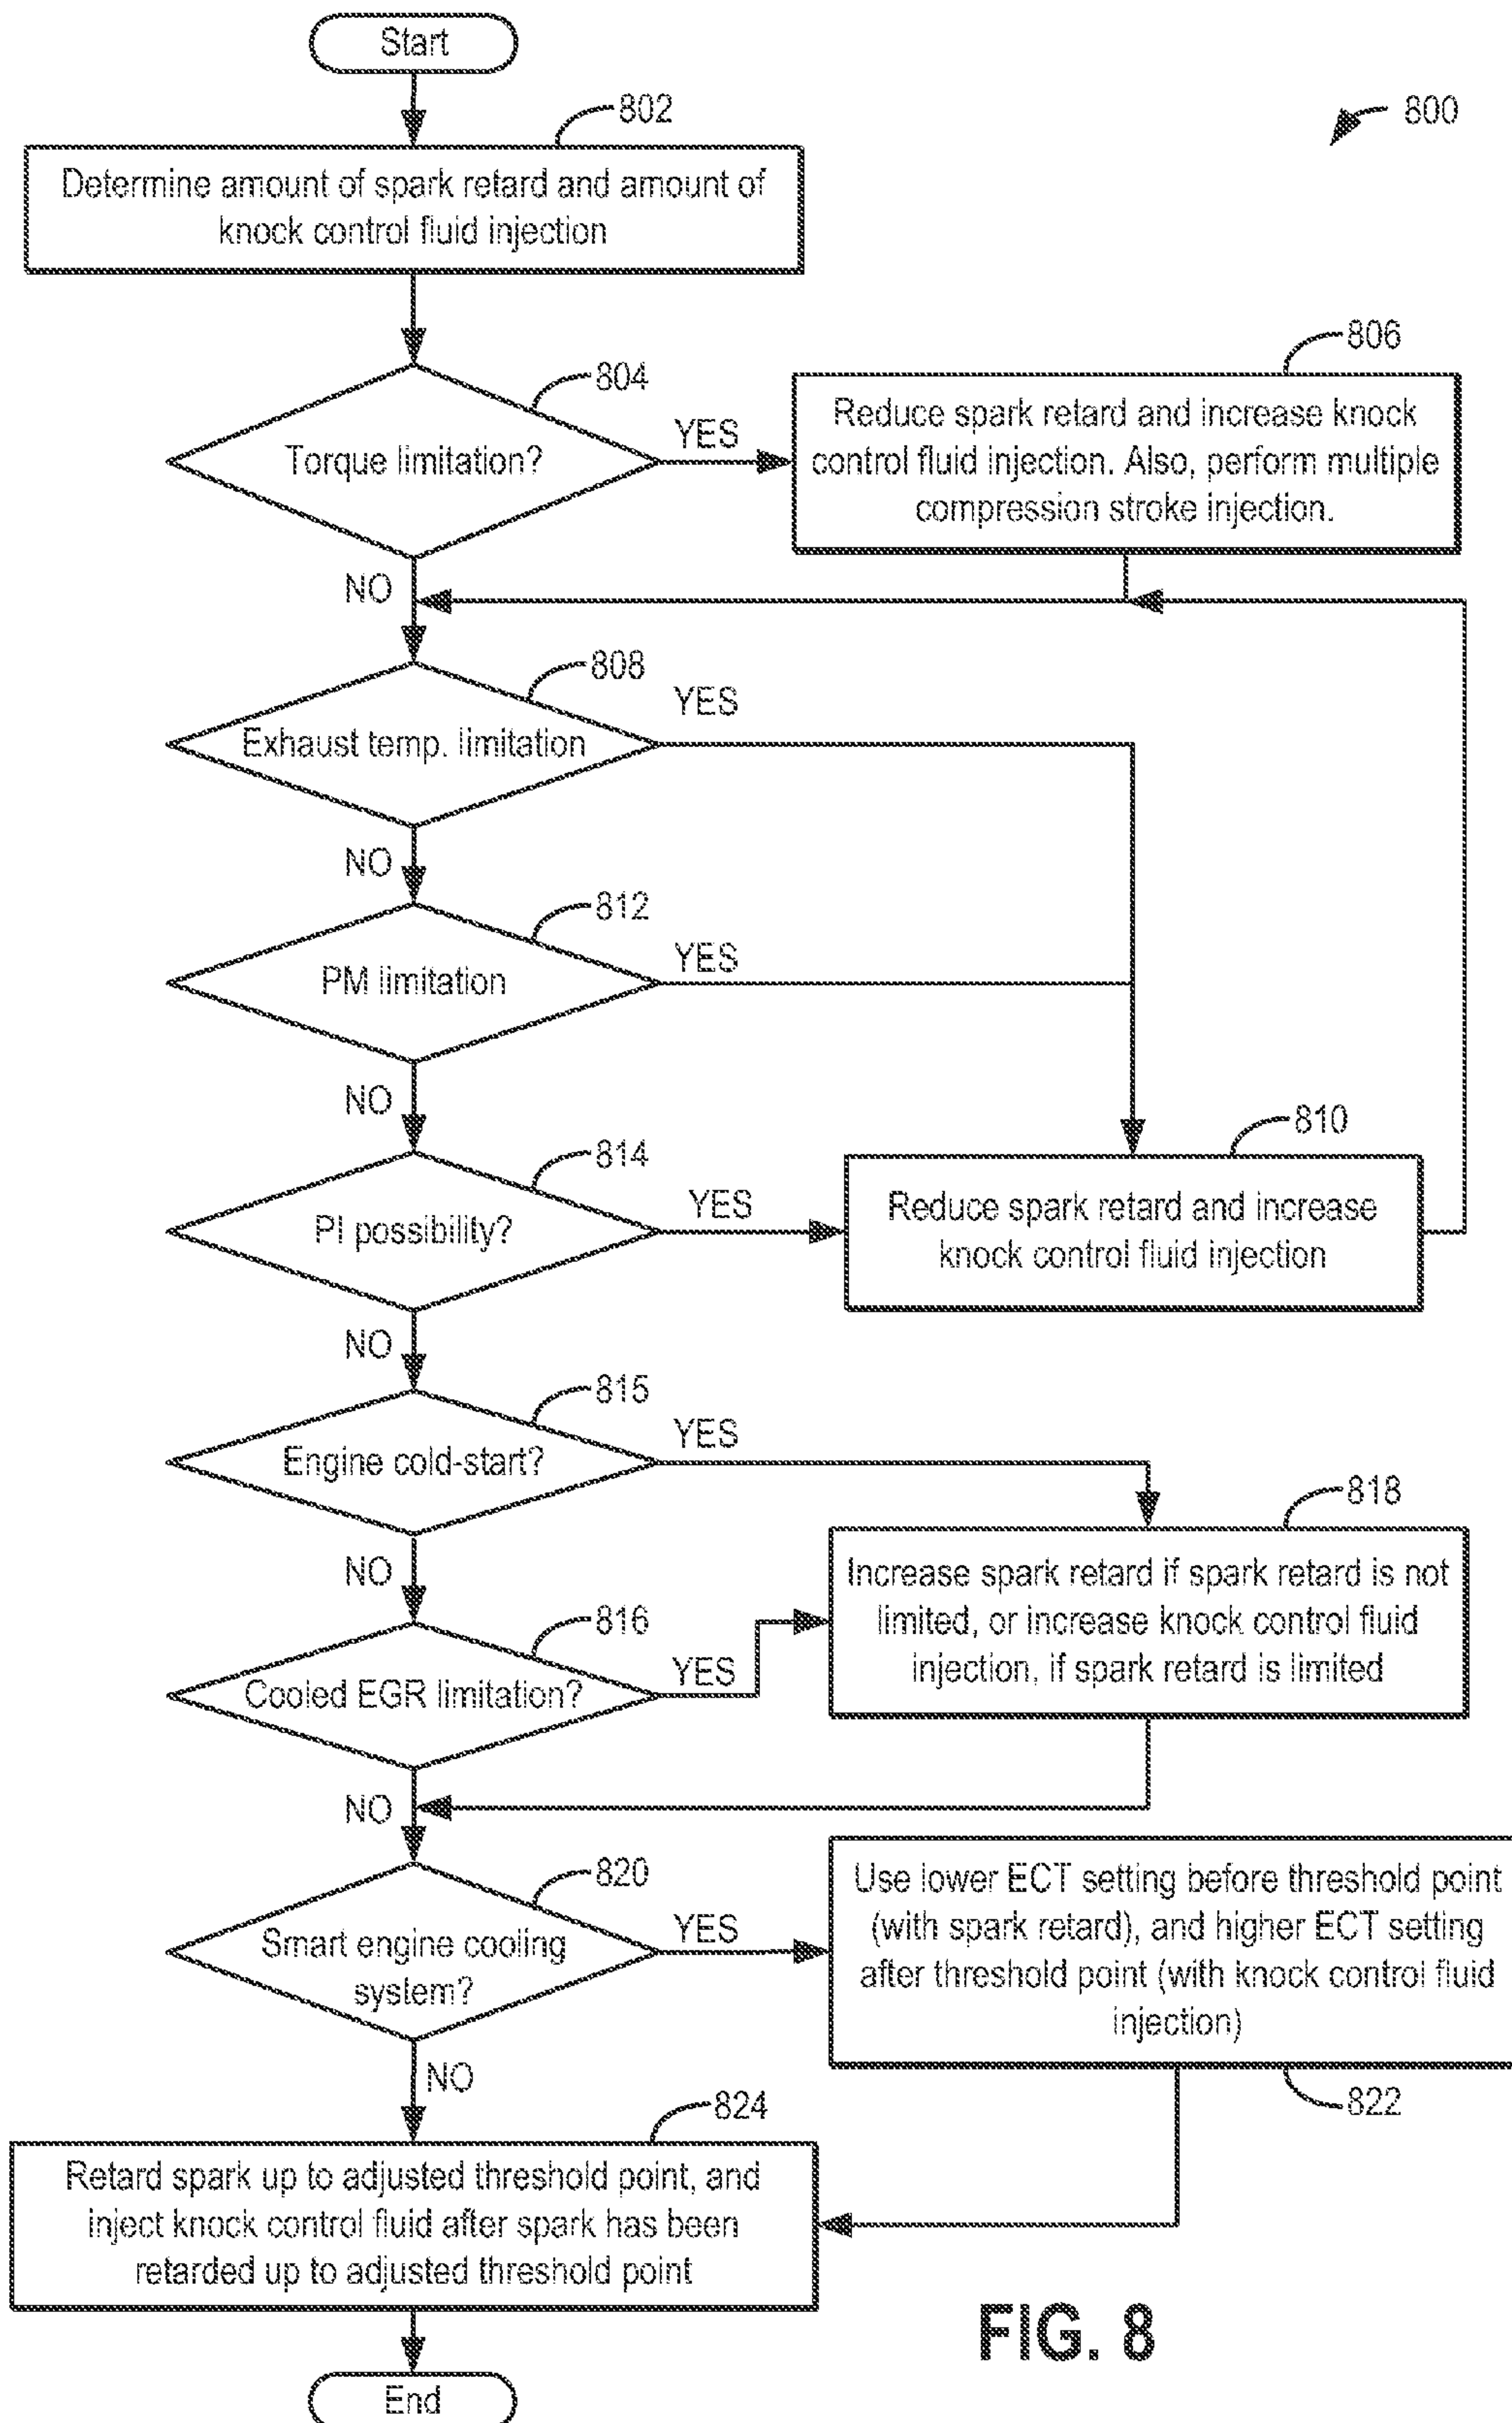 Start
802
800
Determine amount of spark retard and amount of
knock control fluid injection
804
Torque limitation?
YES
806
Reduce spark retard and increase knock
control fluid injection. Also, perform multiple
compression stroke injection.
NO
808
Exhaust temp. limitation
YES
NO
812
PM limitation
YES
NO
814
PI possibility?
YES
810
Reduce spark retard and increase
knock control fluid injection
NO
815
Engine cold-start?
YES
818
Increase spark retard if spark retard is not
limited, or increase knock control fluid
injection, if spark retard is limited
NO
816
Cooled EGR limitation?
YES
NO
820
Smart engine cooling
system?
YES
Use lower ECT setting before threshold point
(with spark retard), and higher ECT setting
after threshold point (with knock control fluid
injection)
822
NO
824
Retard spark up to adjusted threshold point, and
inject knock control fluid after spark has been
retarded up to adjusted threshold point
End
FIG. 8